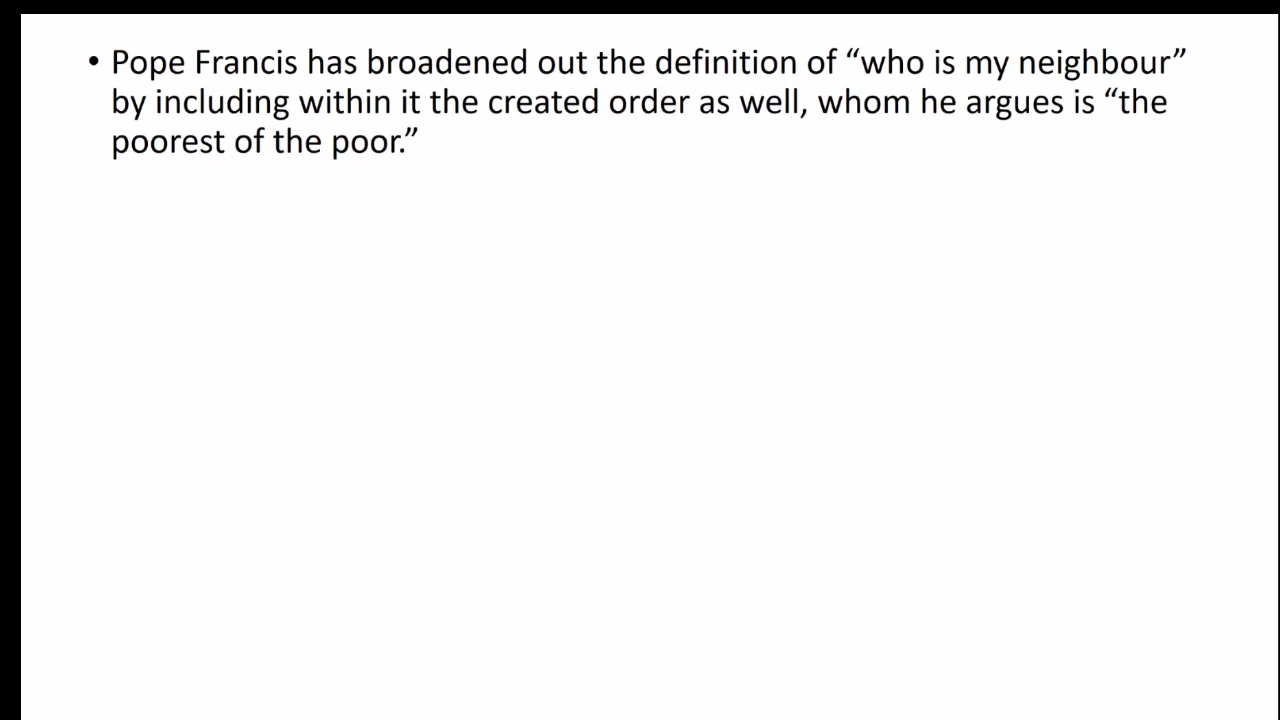 • Pope Francis has broadened out the definition of “who is my neighbour”
by including within it the created order as well, whom he argues is “the
poorest of the poor.”